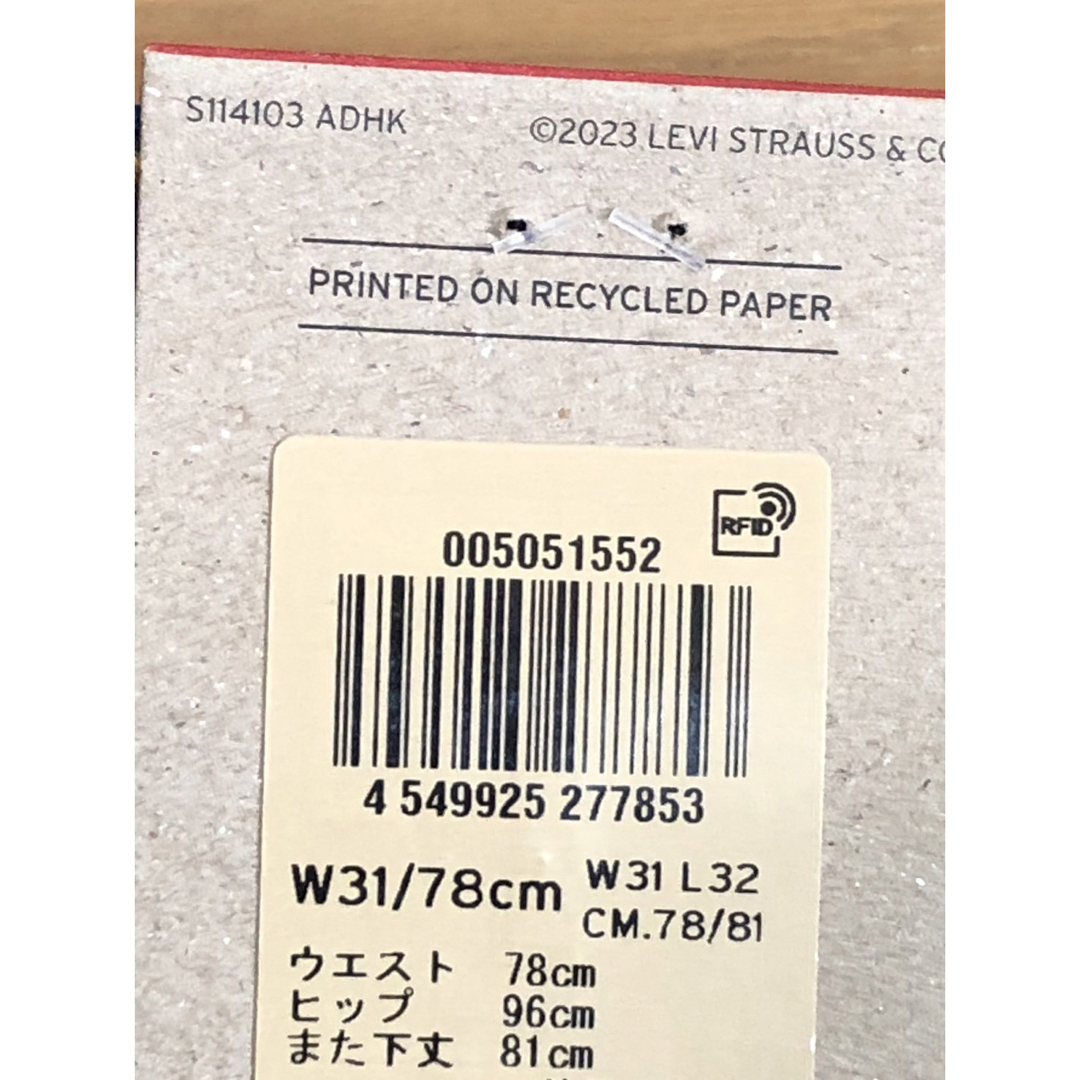 S114103 ADHK
©2023 LEVI STRAUSS & CO
PRINTED ON RECYCLED PAPER
RFID
005051552
4 549925 277853
W31/78cm
W31 L32
CM.78/81
ウエスト 78cm
ヒップ 96cm
また下丈 81cm